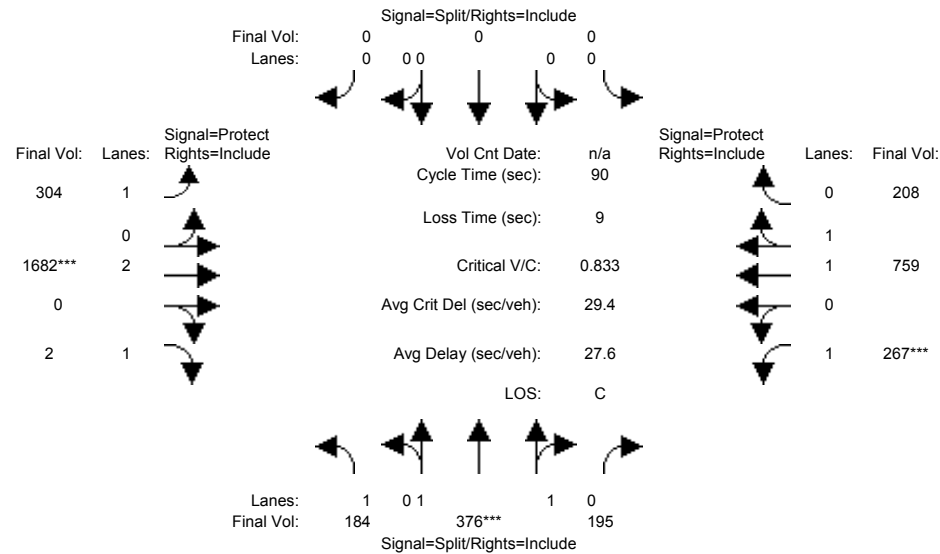 Signal=Split/Rights=Include
Final Vol: 0 0 0
Lanes: 0 0 0 0 0
Signal=Protect
Final Vol: Lanes: Rights=Include
Vol Cnt Date: n/a
Signal=Protect
Rights=Include Lanes: Final Vol:
Cycle Time (sec): 90
304 1
0 208
Loss Time (sec): 9
0
1
1682*** 2
Critical V/C: 0.833
1 759
0
Avg Crit Del (sec/veh): 29.4
0
2 1
Avg Delay (sec/veh): 27.6
1 267***
LOS: C
Lanes: 1 0 1 1 0
Final Vol: 184 376*** 195
Signal=Split/Rights=Include